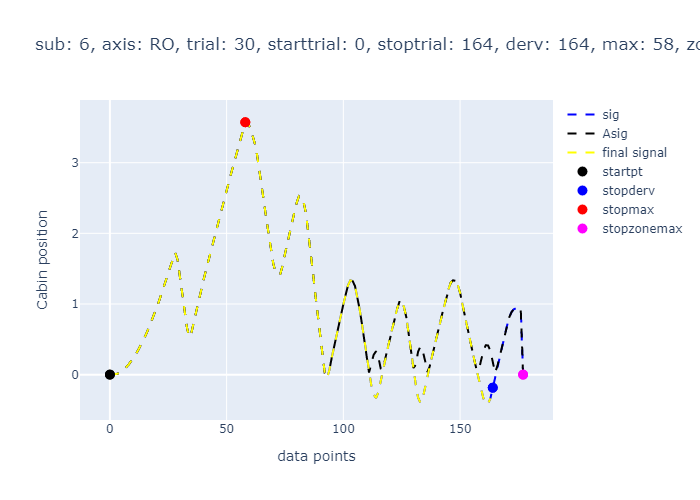 sub: 6, axis: RO, trial: 30, starttrial: 0, stoptrial: 164, derv: 164, max: 58,
sig
Asig
final signal
startpt
stopderv
stopmax
stopzonemax
Cabin position
3
2
1
0
0
50
100
150
data points